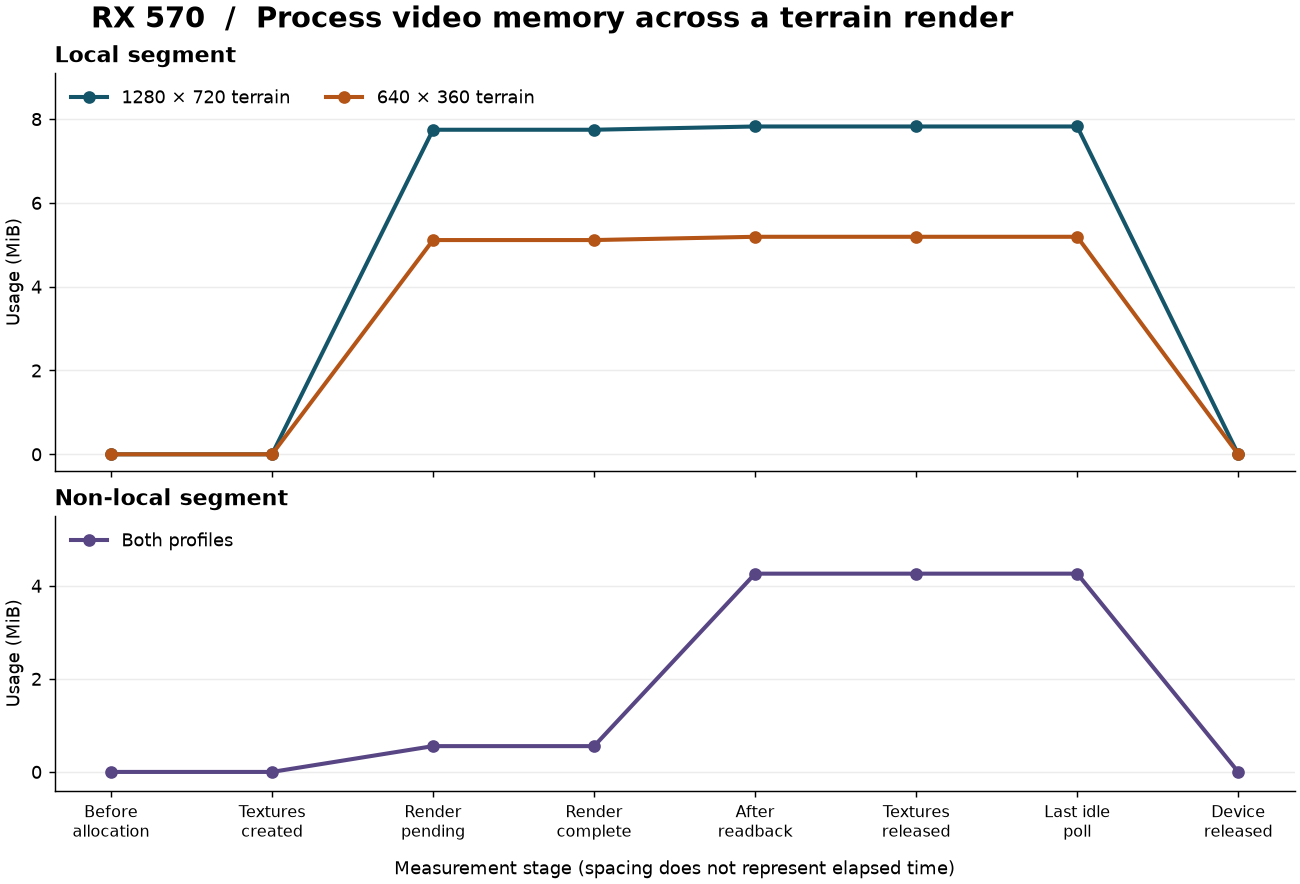 RX 570  /  Process video memory across a terrain render
Local segment
1280 × 720 terrain
640 × 360 terrain
8
6
4
2
0
Usage (MiB)
Non-local segment
Both profiles
4
2
0
Usage (MiB)
Before
allocation
Textures
created
Render
pending
Render
complete
After
readback
Textures
released
Last idle
poll
Device
released
Measurement stage (spacing does not represent elapsed time)